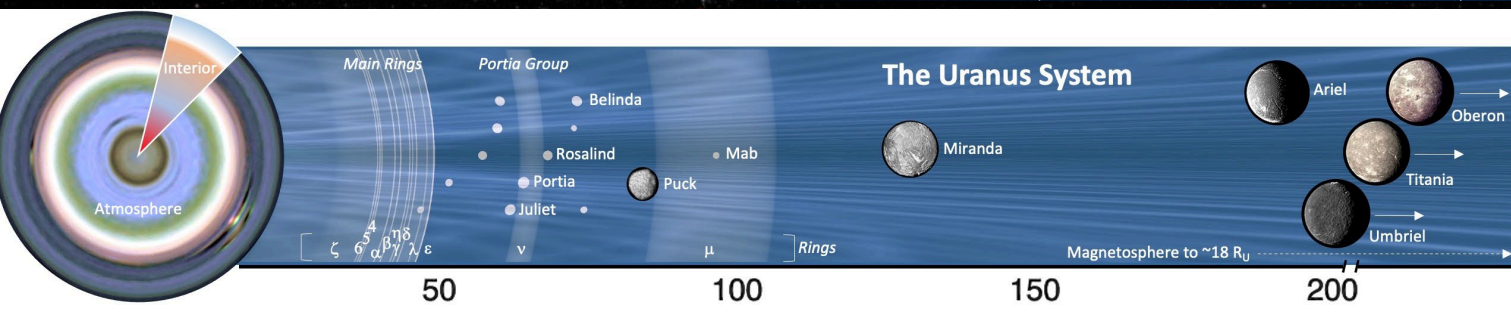 The Uranus System
Interior
Atmosphere
Main Rings
Portia Group
Belinda
Rosalind
Portia
Juliet
Puck
Mab
Miranda
Ariel
Oberon
Titania
Umbriel
ζ 6 5 4 α β η γ δ λ ε ν μ Rings
Magnetosphere to ~18 R_U
50 100 150 200